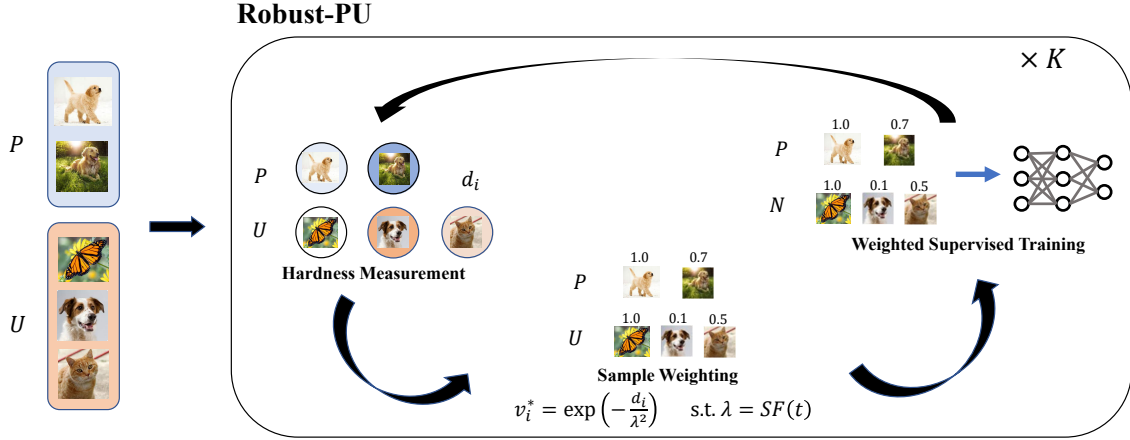 Robust-PU
× K
P
U
P
d_i
U
Hardness Measurement
P
1.0 0.7
U
1.0 0.1 0.5
Sample Weighting
v_i^* = exp(−d_i/λ^2) s.t. λ = SF(t)
P
1.0 0.7
N
1.0 0.1 0.5
Weighted Supervised Training